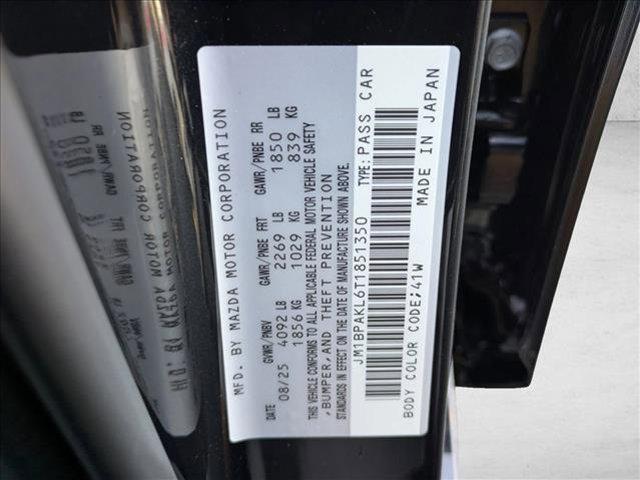 MFD. BY MAZDA MOTOR CORPORATION
DATE GVWR/PNBV GAWR/PNBE FRT GAWR/PNBE RR
08/25 4092 LB 2269 LB 1850 LB
1856 KG 1029 KG 839 KG
THIS VEHICLE CONFORMS TO ALL APPLICABLE FEDERAL MOTOR VEHICLE SAFETY
,BUMPER,AND THEFT PREVENTION
STANDARDS IN EFFECT ON THE DATE OF MANUFACTURE SHOWN ABOVE.
JM1BPAKL6T1851350 TYPE: PASS CAR
BODY COLOR CODE;41W MADE IN JAPAN